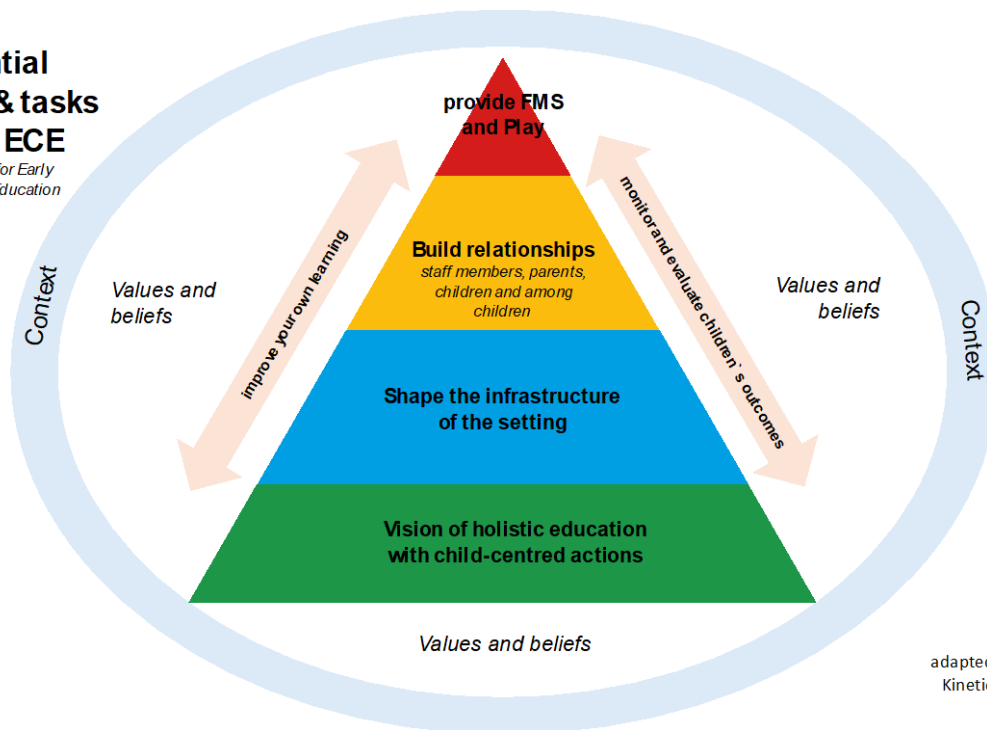 ntial
& tasks
ECE
for Early
Education
provide FMS
and Play
Build relationships
staff members, parents,
children and among
children
Shape the infrastructure
of the setting
Vision of holistic education
with child-centred actions
improve your own learning
monitor and evaluate children`s outcomes
Values and
beliefs
Values and
beliefs
Values and beliefs
Context
Context
adapted
Kinetic